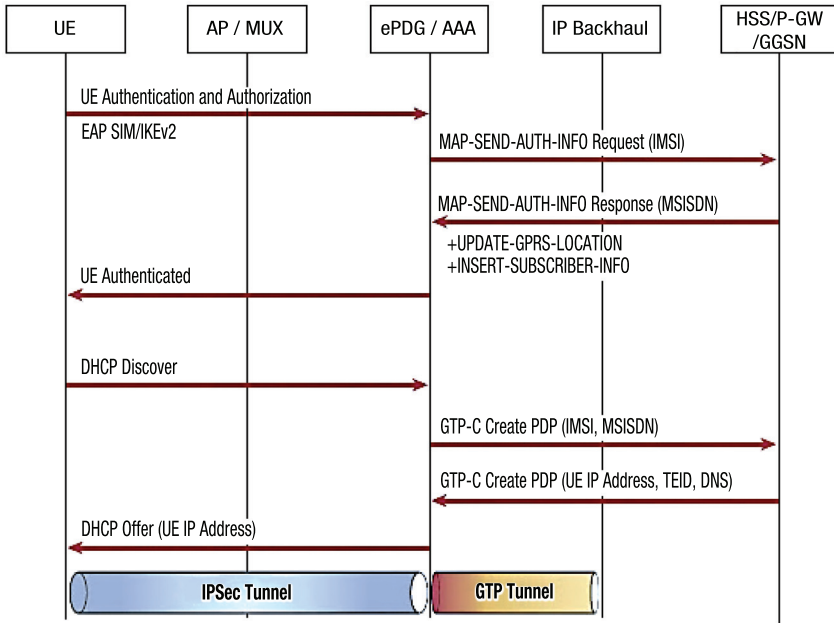 UE
AP / MUX
ePDG / AAA
IP Backhaul
HSS/P-GW
/GGSN
UE Authentication and Authorization
EAP SIM/IKEv2
MAP-SEND-AUTH-INFO Request (IMSI)
MAP-SEND-AUTH-INFO Response (MSISDN)
+UPDATE-GPRS-LOCATION
+INSERT-SUBSCRIBER-INFO
UE Authenticated
DHCP Discover
GTP-C Create PDP (IMSI, MSISDN)
GTP-C Create PDP (UE IP Address, TEID, DNS)
DHCP Offer (UE IP Address)
IPSec Tunnel
GTP Tunnel